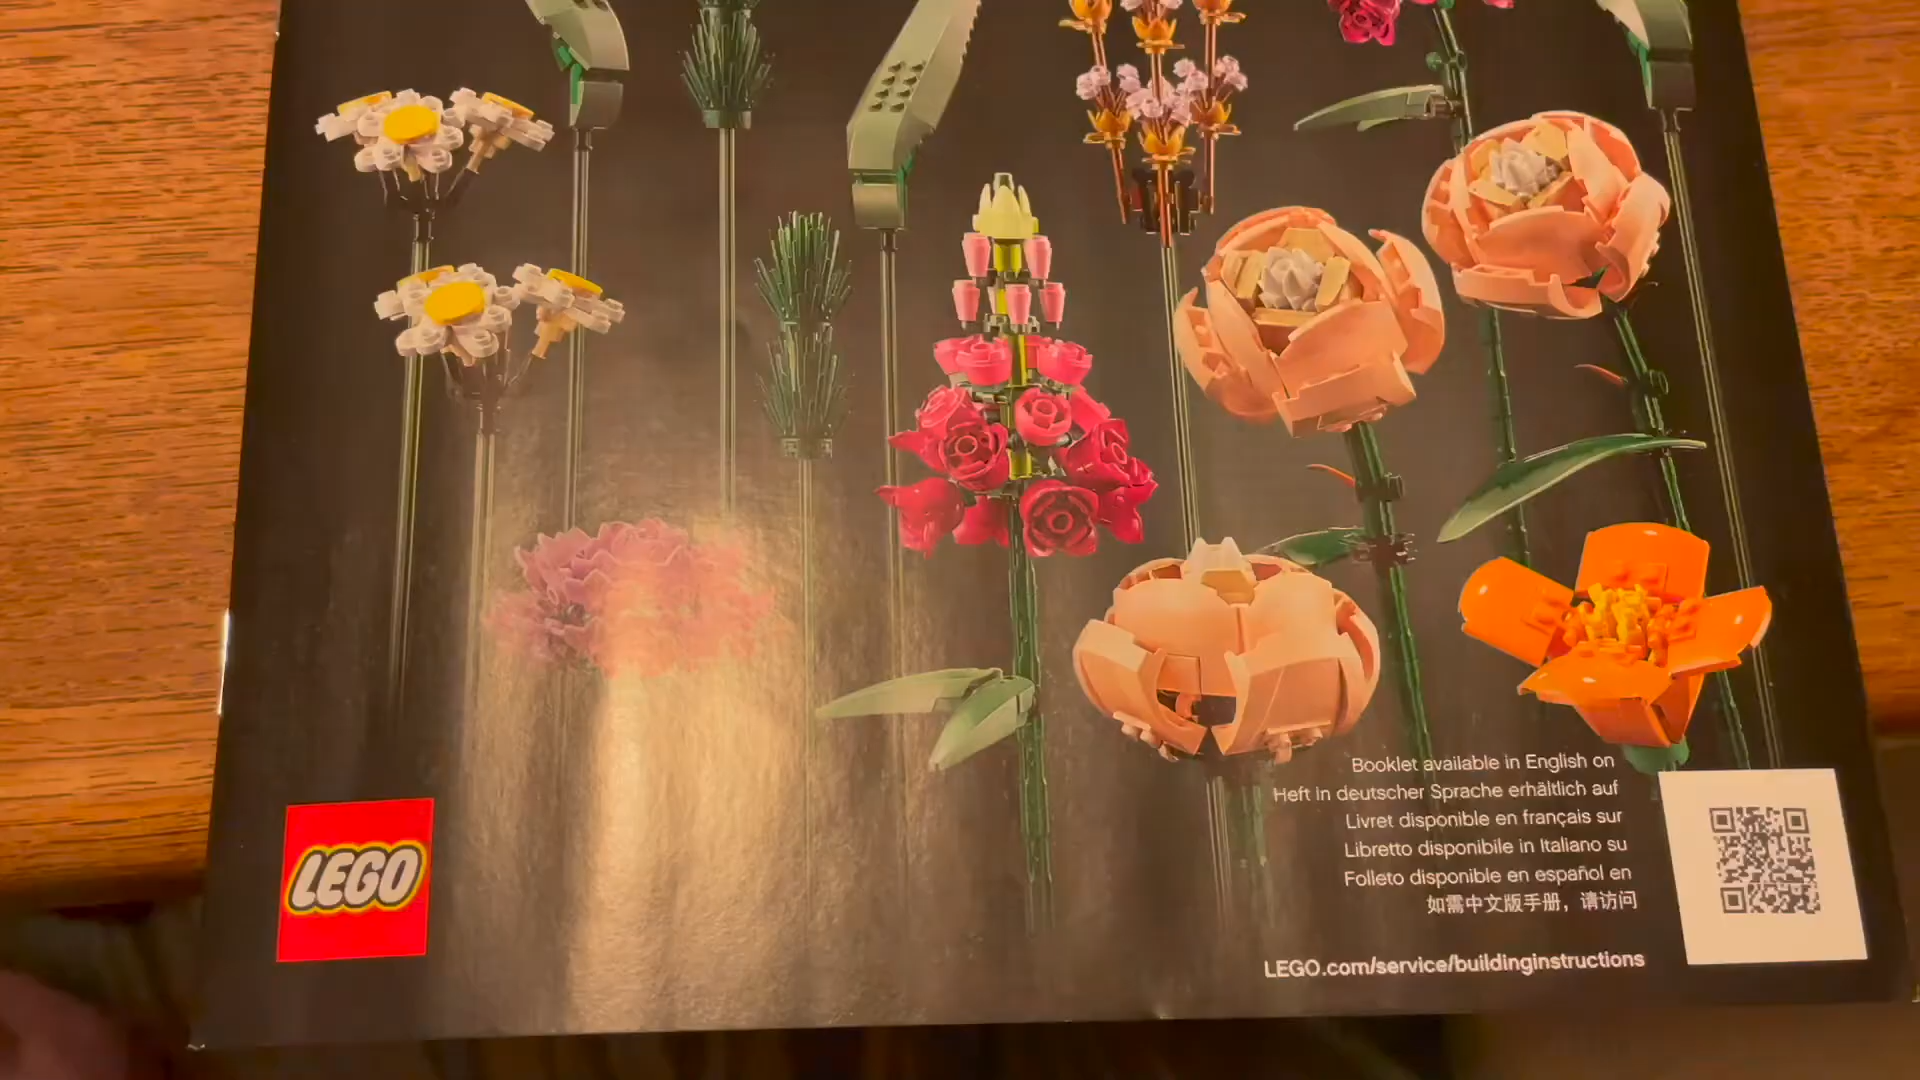 Booklet available in English on
Heft in deutscher Sprache erhältlich auf
Livret disponible en français sur
Libretto disponibile in Italiano su
Folleto disponible en español en
如需中文版手册，请访问
LEGO.com/service/buildinginstructions
LEGO